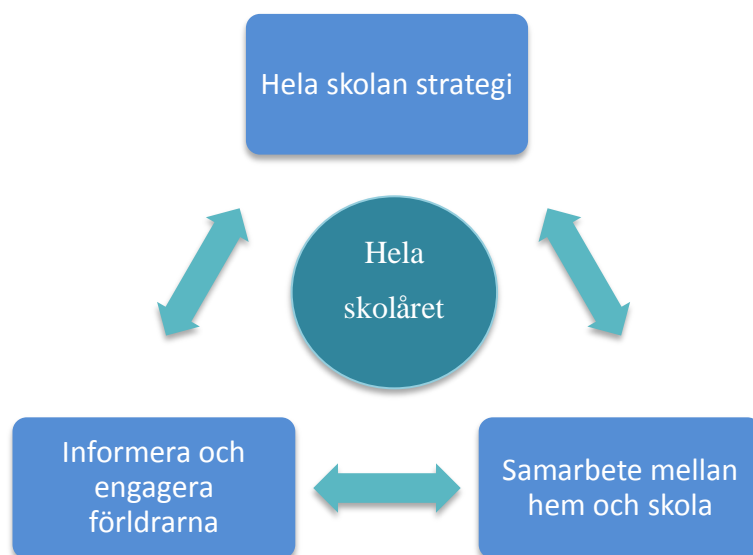 Hela skolan strategi
Hela
skolåret
Informera och
engagera
förldrarna
Samarbete mellan
hem och skola